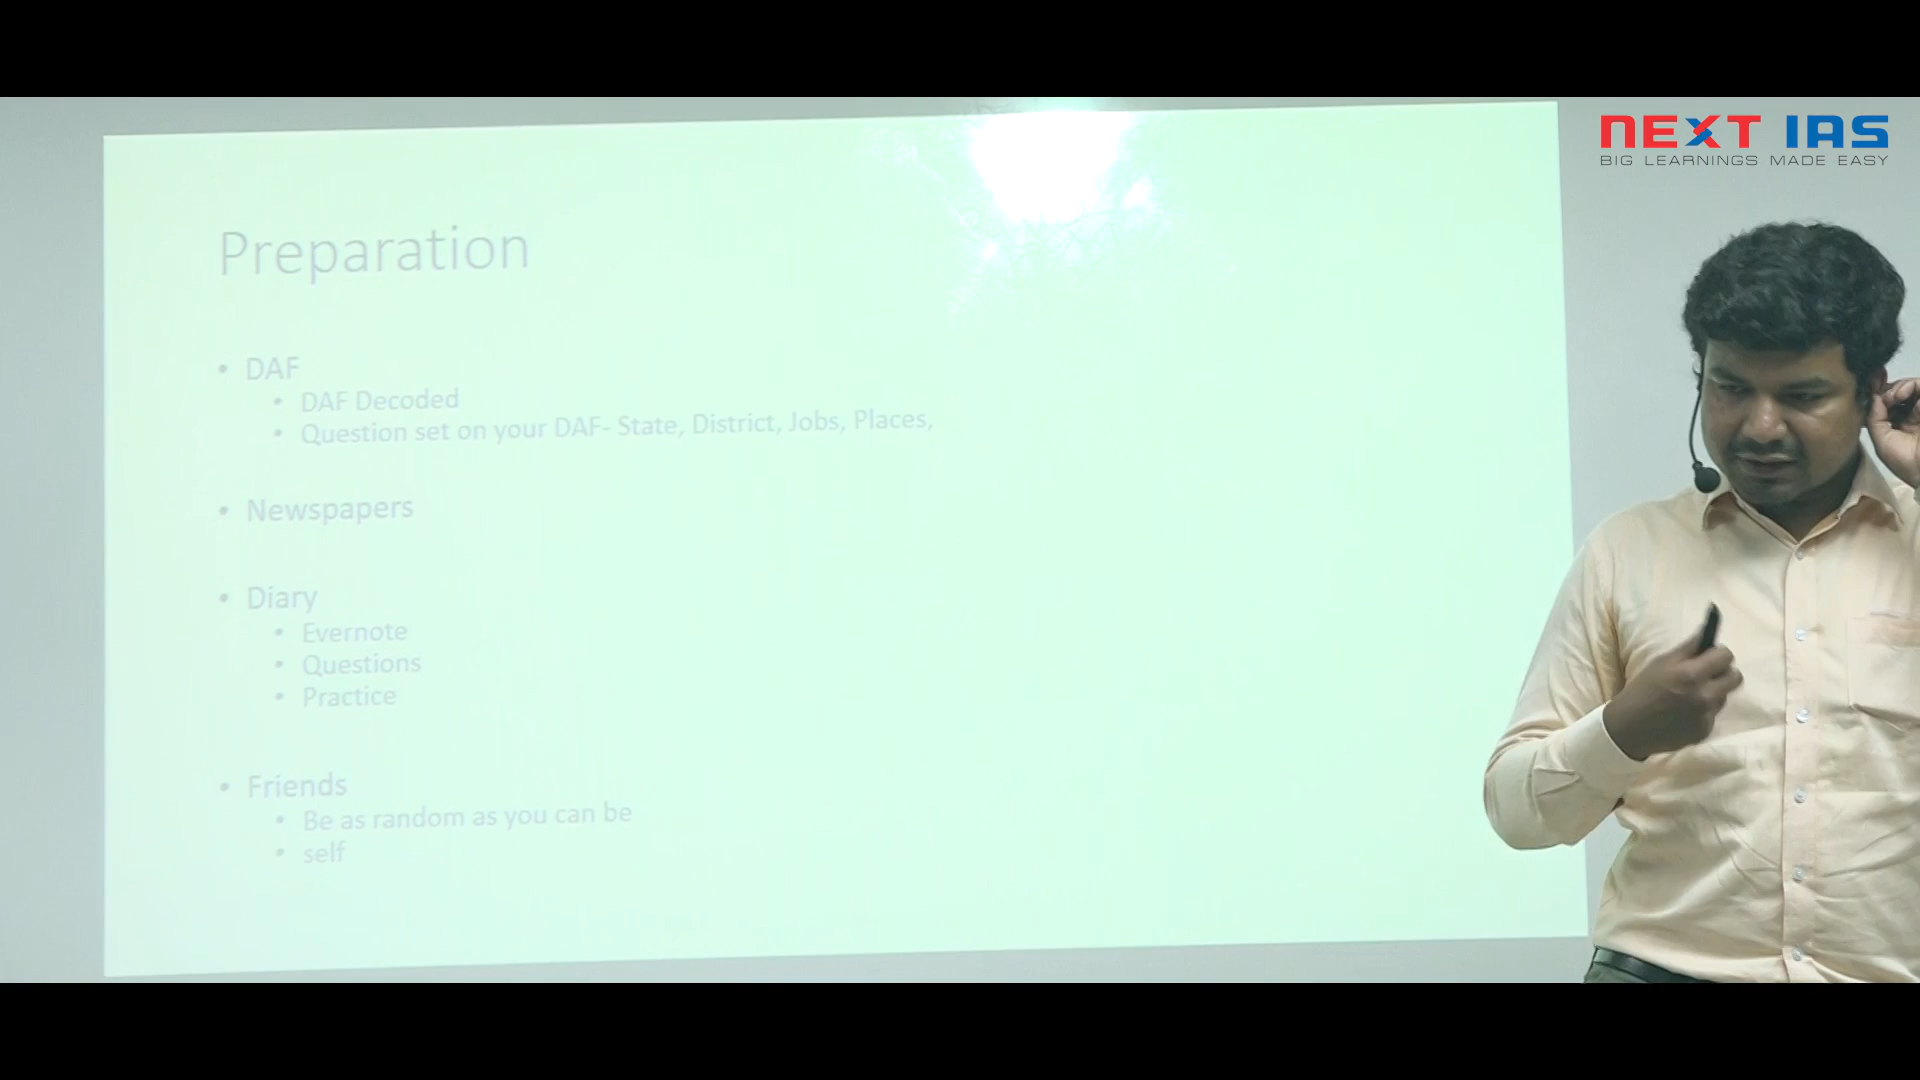 NEXT IAS
BIG LEARNINGS MADE EASY
Preparation
• DAF
• DAF Decoded
• Question set on your DAF- State, District, Jobs, Places,
• Newspapers
• Diary
• Evernote
• Questions
• Practice
• Friends
• Be as random as you can be
• self